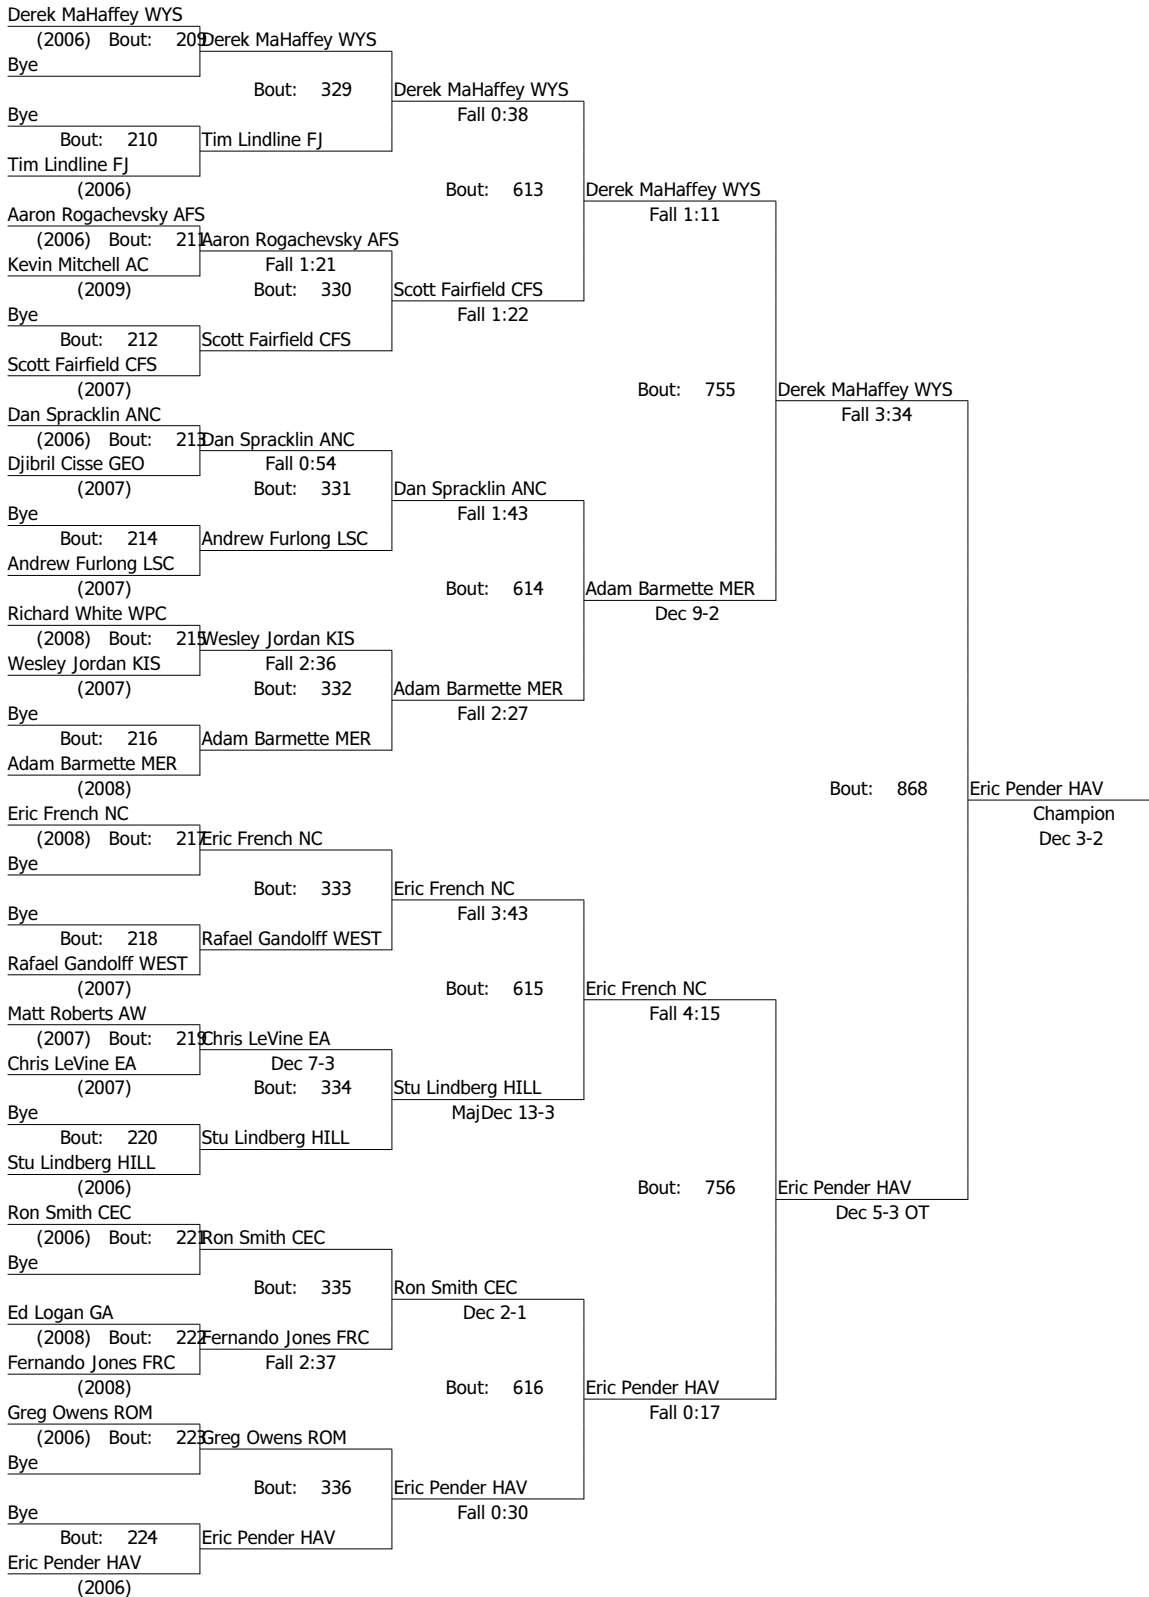 Derek MaHaffey WYS
(2006) Bout: 209 Derek MaHaffey WYS
Bye
Bout: 329 Derek MaHaffey WYS
Bye Fall 0:38
Bout: 210 Tim Lindline FJ
Tim Lindline FJ
(2006) Bout: 613 Derek MaHaffey WYS
Aaron Rogachevsky AFS Fall 1:11
(2006) Bout: 211 Aaron Rogachevsky AFS
Kevin Mitchell AC Fall 1:21
(2009) Bout: 330 Scott Fairfield CFS
Bye Fall 1:22
Bout: 212 Scott Fairfield CFS
Scott Fairfield CFS
(2007) Bout: 755 Derek MaHaffey WYS
Dan Spracklin ANC Fall 3:34
(2006) Bout: 213 Dan Spracklin ANC
Djibril Cisse GEO Fall 0:54
(2007) Bout: 331 Dan Spracklin ANC
Bye Fall 1:43
Bout: 214 Andrew Furlong LSC
Andrew Furlong LSC
(2007) Bout: 614 Adam Barmette MER
Richard White WPC Dec 9-2
(2008) Bout: 215 Wesley Jordan KIS
Wesley Jordan KIS Fall 2:36
(2007) Bout: 332 Adam Barmette MER
Bye Fall 2:27
Bout: 216 Adam Barmette MER
Adam Barmette MER
(2008) Bout: 868 Eric Pender HAV
Eric French NC Champion
(2008) Bout: 217 Eric French NC Dec 3-2
Bye
Bout: 333 Eric French NC
Bye Fall 3:43
Bout: 218 Rafael Gandolff WEST
Rafael Gandolff WEST
(2007) Bout: 615 Eric French NC
Matt Roberts AW Fall 4:15
(2007) Bout: 219 Chris LeVine EA
Chris LeVine EA Dec 7-3
(2007) Bout: 334 Stu Lindberg HILL
Bye MajDec 13-3
Bout: 220 Stu Lindberg HILL
Stu Lindberg HILL
(2006) Bout: 756 Eric Pender HAV
Ron Smith CEC Dec 5-3 OT
(2006) Bout: 221 Ron Smith CEC
Bye
Bout: 335 Ron Smith CEC
Ed Logan GA Dec 2-1
(2008) Bout: 222 Fernando Jones FRC
Fernando Jones FRC Fall 2:37
(2008) Bout: 616 Eric Pender HAV
Greg Owens ROM Fall 0:17
(2006) Bout: 223 Greg Owens ROM
Bye
Bout: 336 Eric Pender HAV
Bye Fall 0:30
Bout: 224 Eric Pender HAV
Eric Pender HAV
(2006)